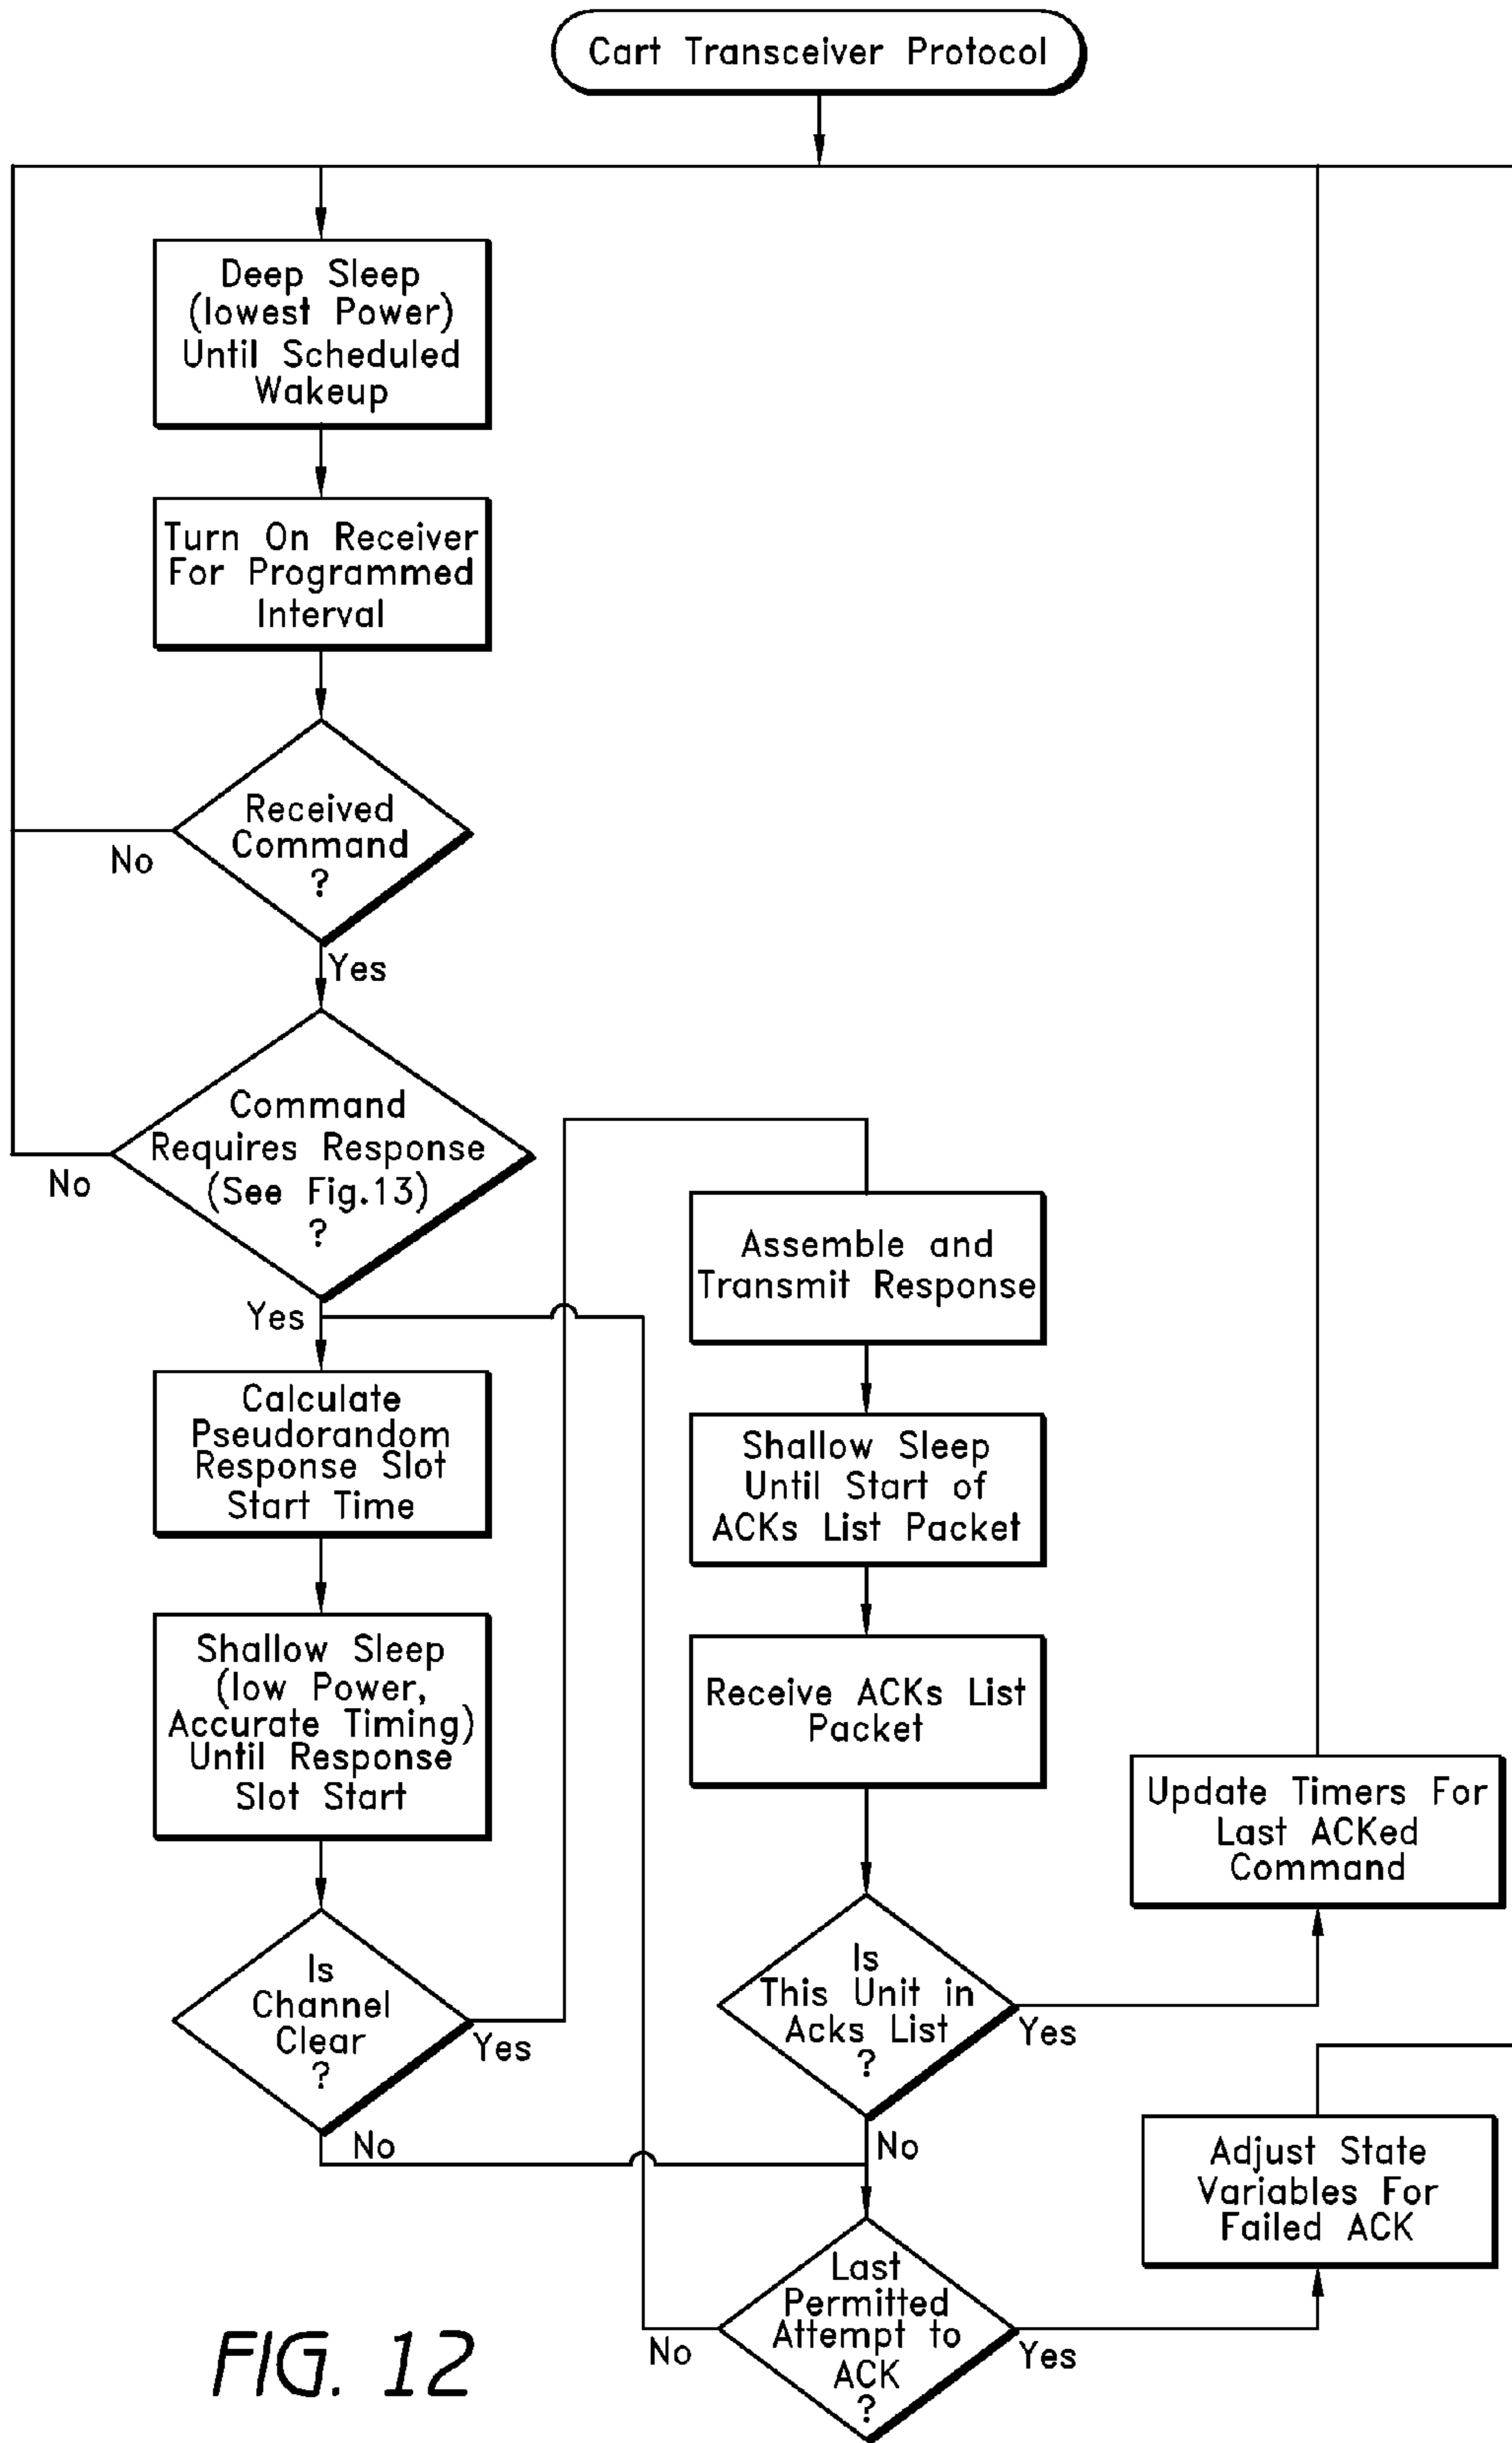 Cart Transceiver Protocol
Deep Sleep
(lowest Power)
Until Scheduled
Wakeup
Turn On Receiver
For Programmed
Interval
Received
Command
?
No
Yes
Command
Requires Response
(See Fig.13)
?
No
Yes
Calculate
Pseudorandom
Response Slot
Start Time
Shallow Sleep
(low Power,
Accurate Timing)
Until Response
Slot Start
Is
Channel
Clear
?
Yes
No
Assemble and
Transmit Response
Shallow Sleep
Until Start of
ACKs List Packet
Receive ACKs List
Packet
Is
This Unit in
Acks List
?
Yes
No
Update Timers For
Last ACKed
Command
Last
Permitted
Attempt to
ACK
?
No
Yes
Adjust State
Variables For
Failed ACK
FIG. 12